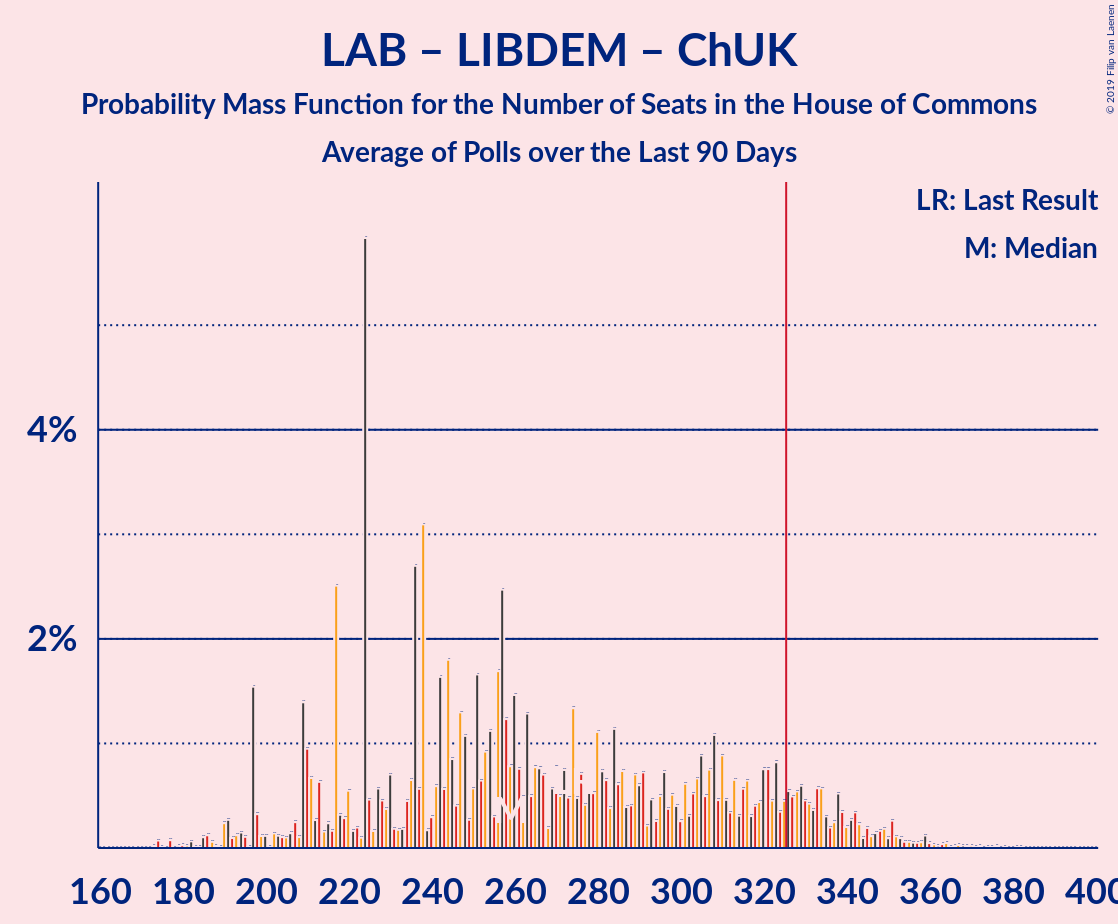 LAB – LIBDEM – ChUK
Probability Mass Function for the Number of Seats in the House of Commons
Average of Polls over the Last 90 Days
© 2019 Filip van Laenen
LR: Last Result
M: Median
4%
2%
M
160 180 200 220 240 260 280 300 320 340 360 380 400